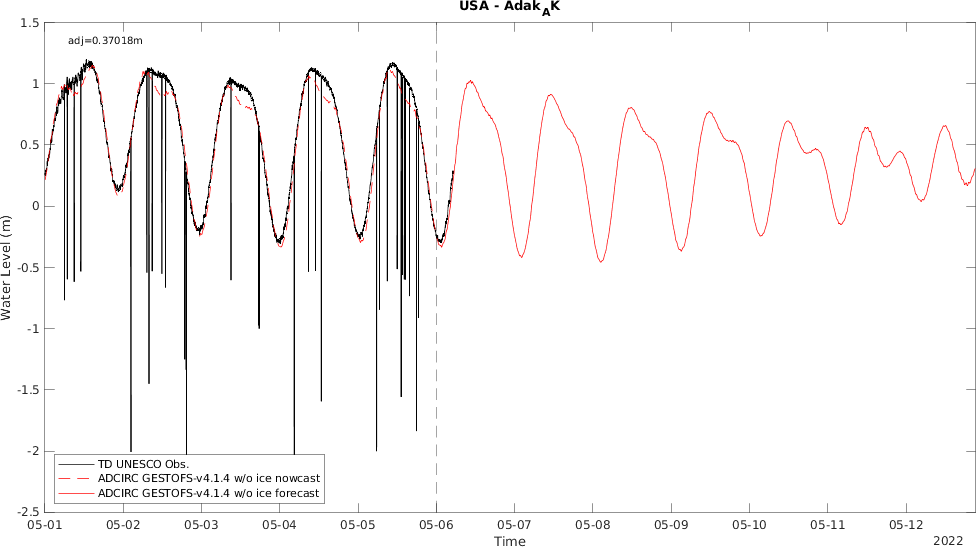 USA - Adak_AK
adj=0.37018m
1.5
1
0.5
0
-0.5
-1
-1.5
-2
-2.5
Water Level (m)
TD UNESCO Obs.
ADCIRC GESTOFS-v4.1.4 w/o ice nowcast
ADCIRC GESTOFS-v4.1.4 w/o ice forecast
05-01 05-02 05-03 05-04 05-05 05-06 05-07 05-08 05-09 05-10 05-11 05-12
Time
2022